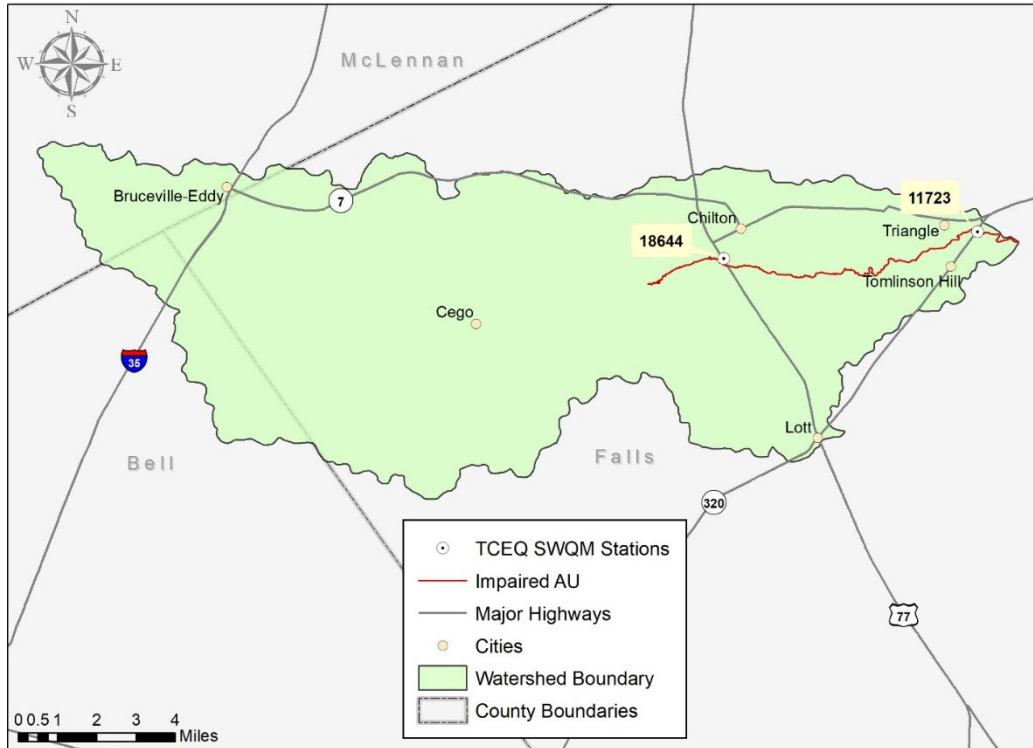 N
McLennan
W
E
S
Bruceville-Eddy
7
11723
Chilton
Triangle
18644
Tomlinson Hill
Cego
35
Lott
Bell
Falls
320
TCEQ SWQM Stations
Impaired AU
Major Highways
77
Cities
Watershed Boundary
County Boundaries
0 0.5 1 2 3 4
Miles